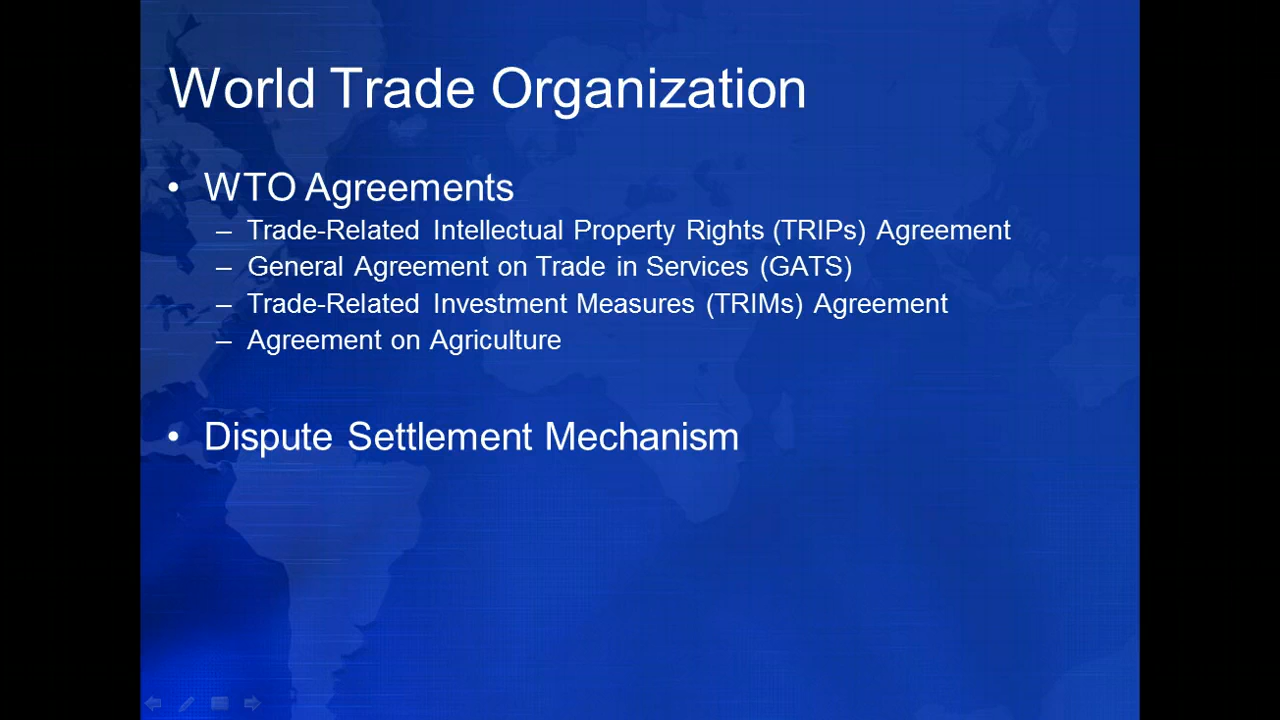 World Trade Organization
• WTO Agreements
– Trade-Related Intellectual Property Rights (TRIPs) Agreement
– General Agreement on Trade in Services (GATS)
– Trade-Related Investment Measures (TRIMs) Agreement
– Agreement on Agriculture
• Dispute Settlement Mechanism